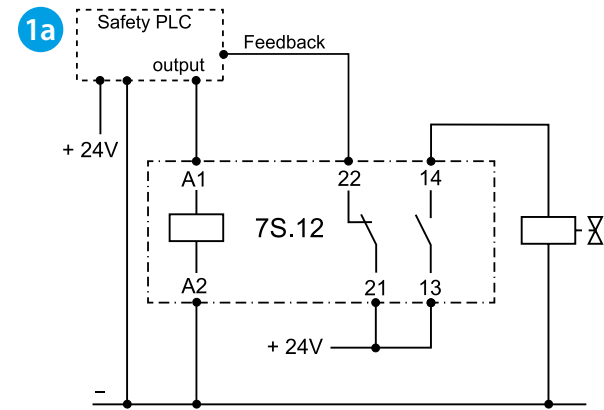 1a
Safety PLC
Feedback
output
+ 24V
A1
22
14
7S.12
A2
21
13
+ 24V
–